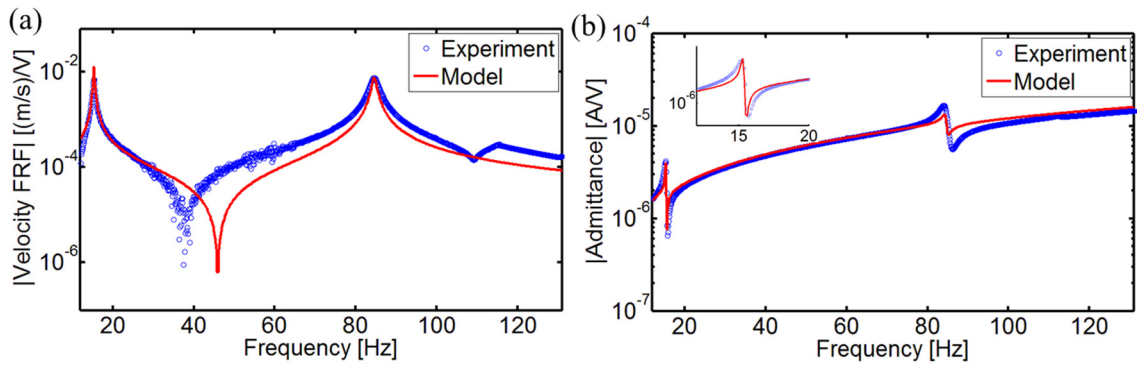 (a)
|Velocity FRF| [(m/s)/V]
10^-2
10^-4
10^-6
20 40 60 80 100 120
Frequency [Hz]
Experiment
Model
(b)
|Admittance| [A/V]
10^-4
10^-5
10^-6
10^-7
20 40 60 80 100 120
Frequency [Hz]
Experiment
Model
10^-6
15 20